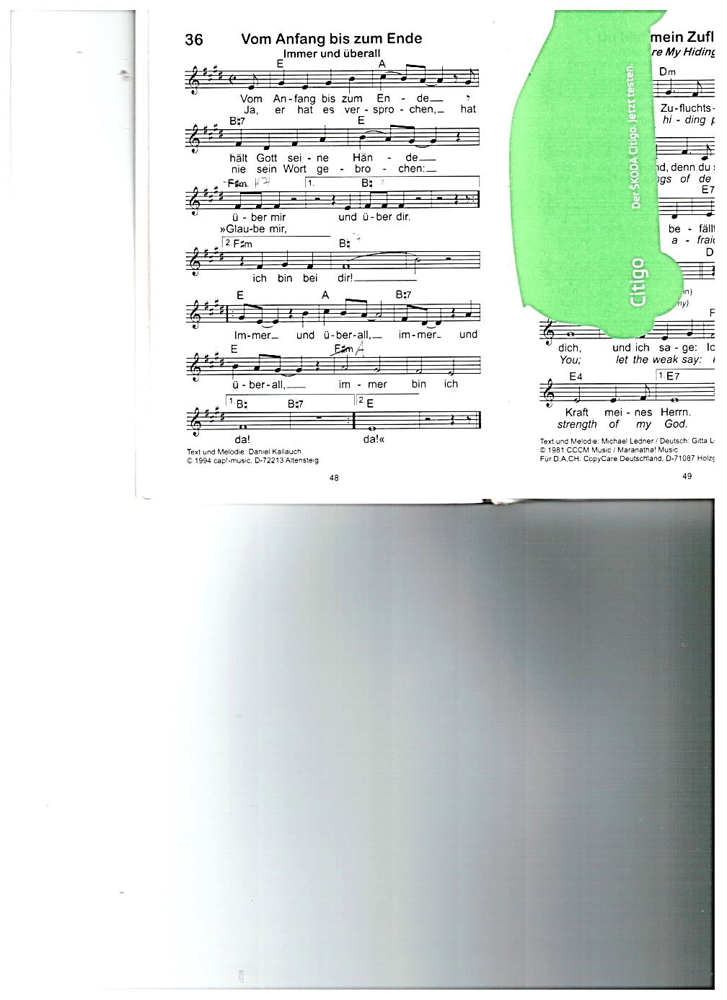 36 Vom Anfang bis zum Ende
Immer und überall
E A
Vom An-fang bis zum En - de
Ja, er hat es ver - spro - chen, hat
B♮7 E
hält Gott sei - ne Hän - de
nie sein Wort ge - bro - chen:
F♯m H7 1. B♮ 7
ü - ber mir und ü - ber dir.
»Glau-be mir,
2. F♯m B♮ 7
ich bin bei dir!
E A B♮7
Im-mer und ü-ber-all, im-mer und
E F♯m A
ü - ber-all, im - mer bin ich
1. B♮ B♮7 2. E
da! da!«
Text und Melodie: Daniel Kallauch
© 1994 cap!-music, D-72213 Altensteig
48
mein Zufl
re My Hiding
Dm
Zu-fluchts-
hi - ding
denn du
of de
E7
be - fäll
a - fraid
D
Der ŠKODA Citigo. Jetzt testen.
Citigo
dich, und ich sa - ge:
You; let the weak say:
E4 1. E7
Kraft mei - nes Herrn.
strength of my God.
Text und Melodie: Michael Ledner / Deutsch: Gitta
© 1981 CCCM Music / Maranatha! Music
Für D,A,CH: CopyCare Deutschland, D-71087 Holzg
49